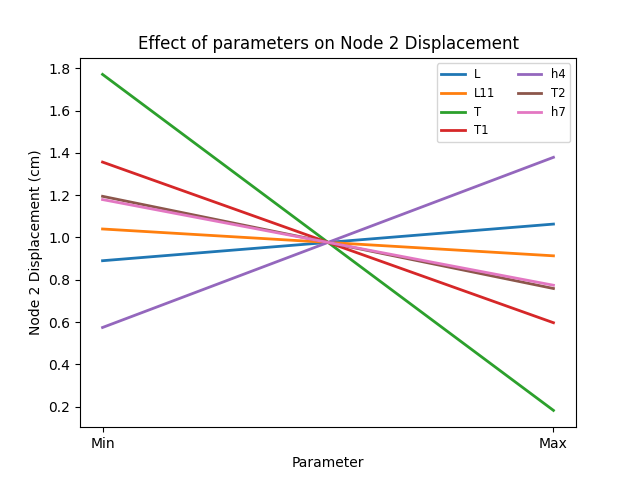 Effect of parameters on Node 2 Displacement
1.8
1.6
1.4
1.2
1.0
0.8
0.6
0.4
0.2
Node 2 Displacement (cm)
L
L11
T
T1
h4
T2
h7
Min
Max
Parameter